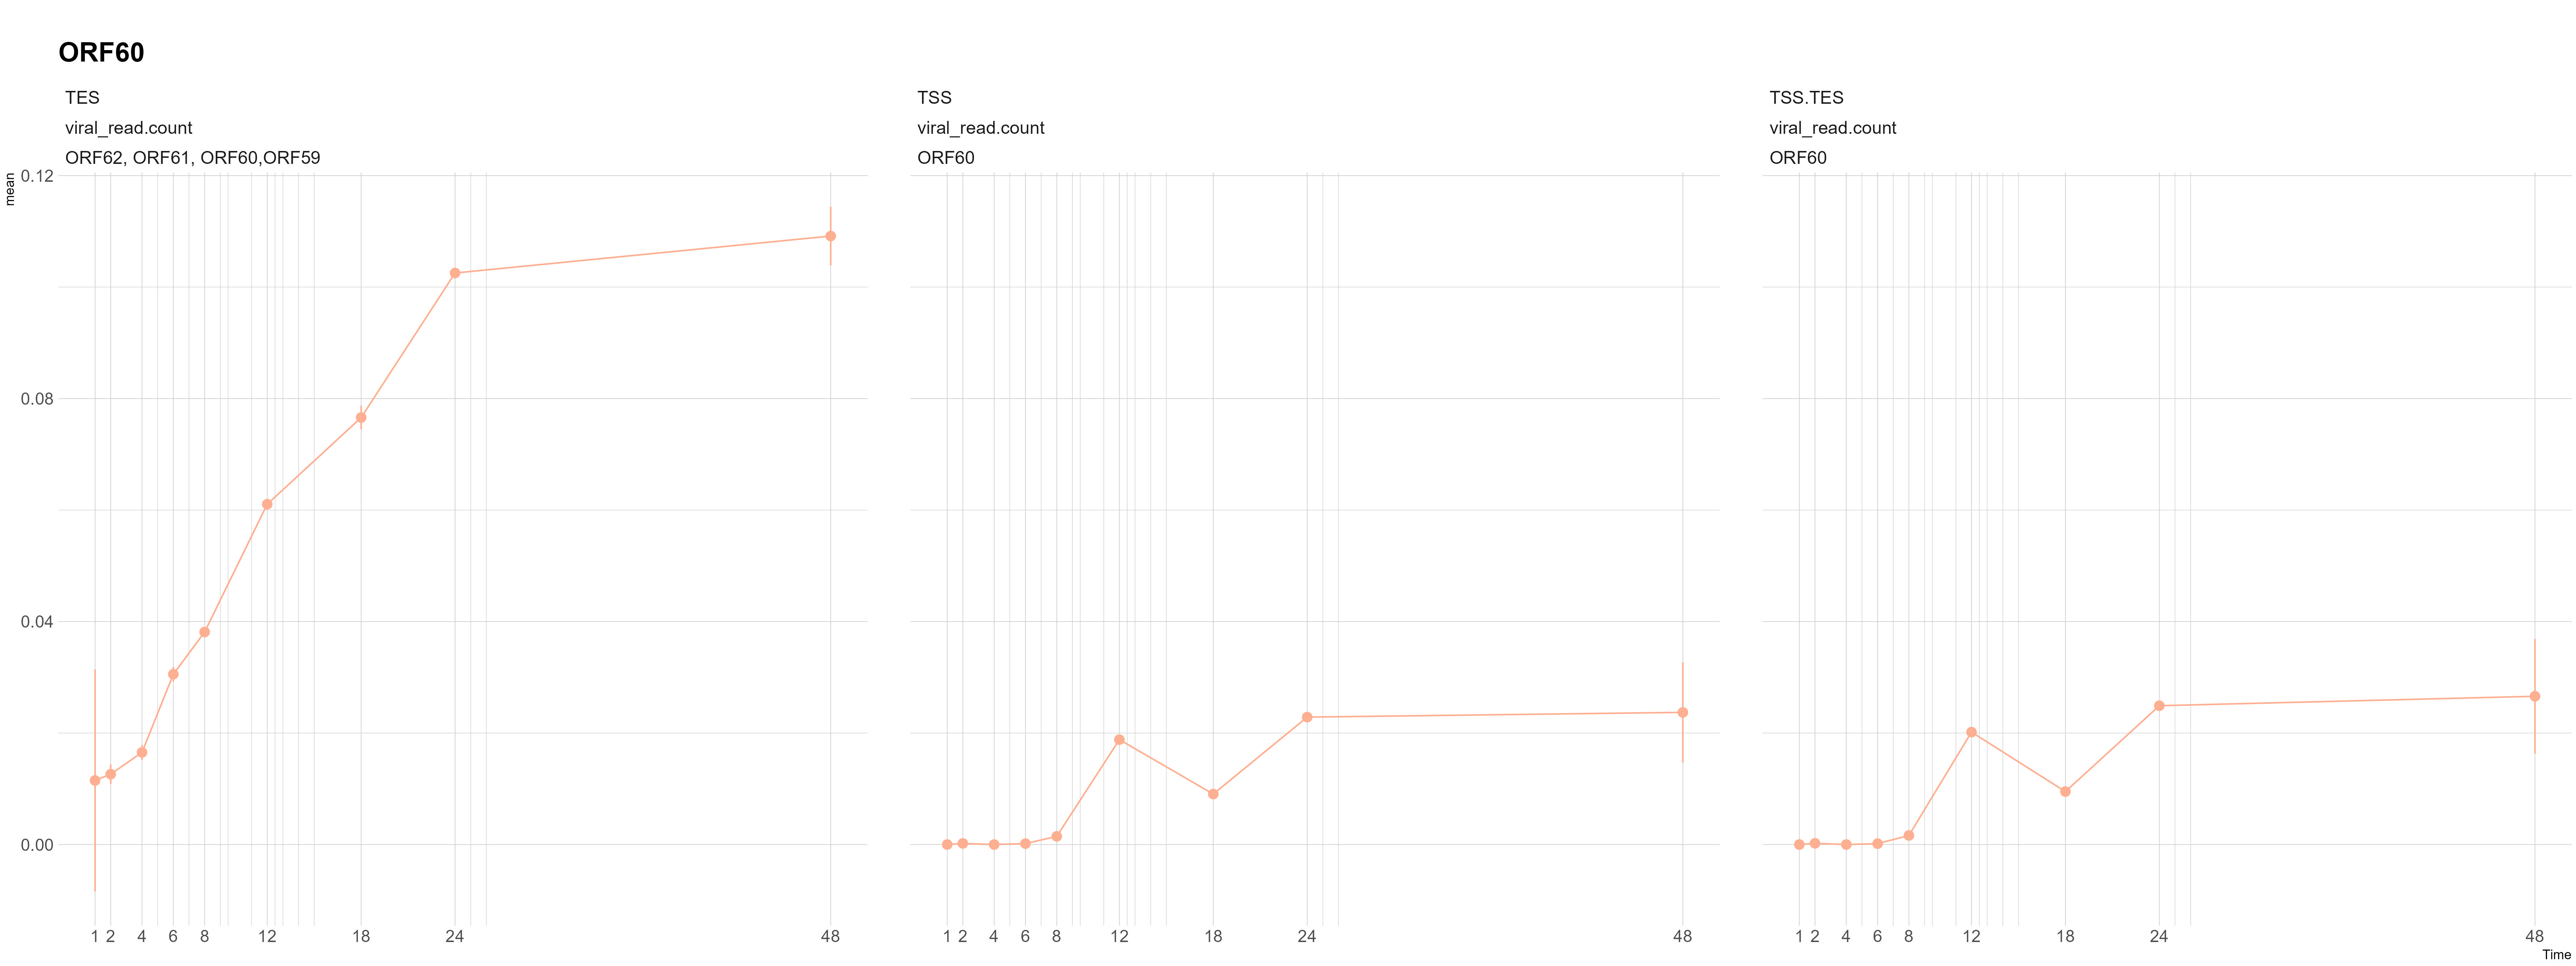 ORF60
TES
viral_read.count
ORF62, ORF61, ORF60,ORF59
TSS
viral_read.count
ORF60
TSS.TES
viral_read.count
ORF60
mean
0.12
0.08
0.04
0.00
1 2 4 6 8 12 18 24 48
1 2 4 6 8 12 18 24 48
1 2 4 6 8 12 18 24 48
Time